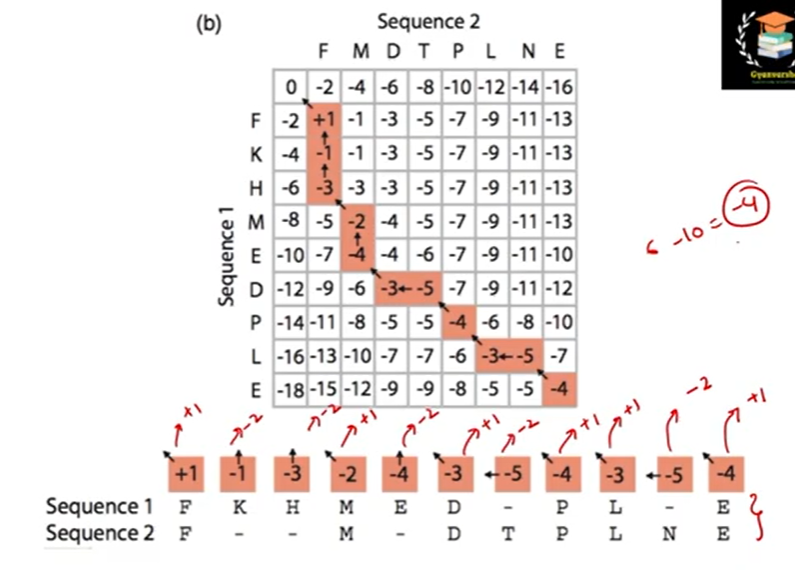 (b)
Sequence 2
F M D T P L N E
0 -2 -4 -6 -8 -10 -12 -14 -16
F -2 +1 -1 -3 -5 -7 -9 -11 -13
K -4 -1 -1 -3 -5 -7 -9 -11 -13
H -6 -3 -3 -3 -5 -7 -9 -11 -13
M -8 -5 -2 -4 -5 -7 -9 -11 -13
E -10 -7 -4 -4 -6 -7 -9 -11 -10
D -12 -9 -6 -3 -5 -7 -9 -11 -12
P -14 -11 -8 -5 -5 -4 -6 -8 -10
L -16 -13 -10 -7 -7 -6 -3 -5 -7
E -18 -15 -12 -9 -9 -8 -5 -5 -4
Sequence 1
6 -10 = -4
+1 -2 -2 +1 -2 +1 -2 +1 +1 -2 +1
+1 -1 -3 -2 -4 -3 -5 -4 -3 -5 -4
Sequence 1 F K H M E D - P L - E
Sequence 2 F - - M - D T P L N E